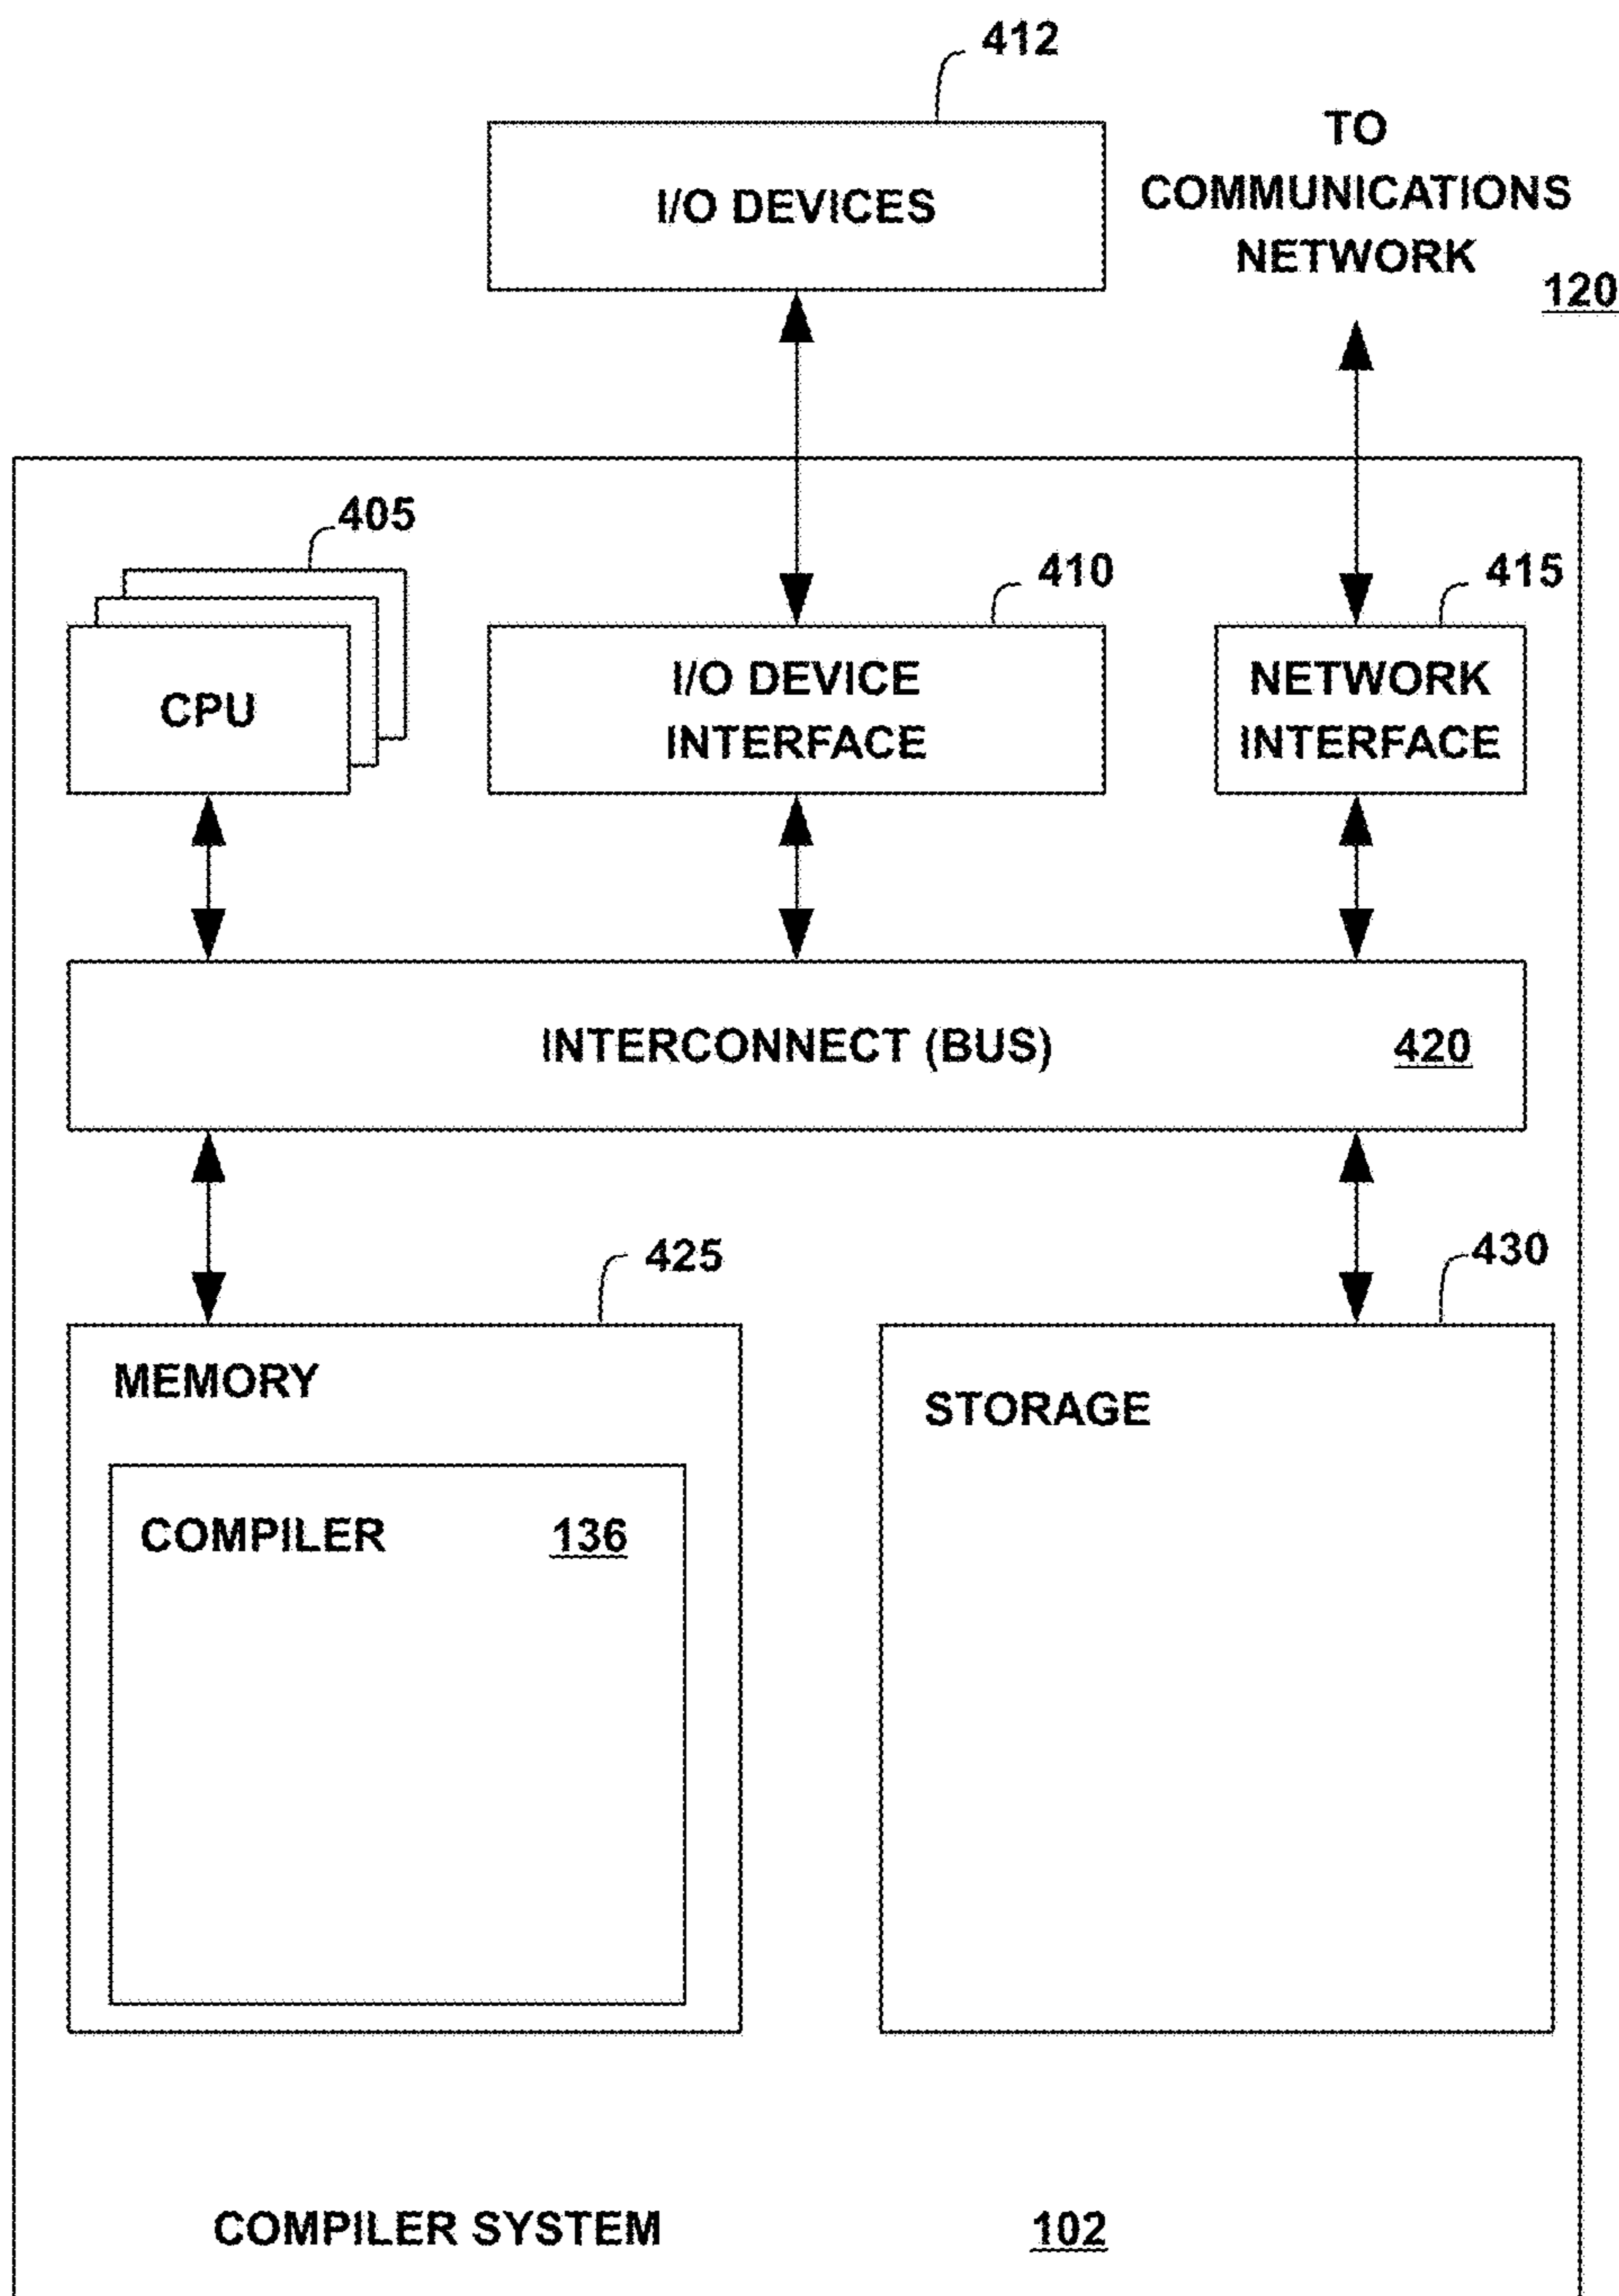 412
I/O DEVICES
TO
COMMUNICATIONS
NETWORK
120
405
410
415
CPU
I/O DEVICE
INTERFACE
NETWORK
INTERFACE
INTERCONNECT (BUS)
420
425
430
MEMORY
STORAGE
COMPILER
136
COMPILER SYSTEM
102